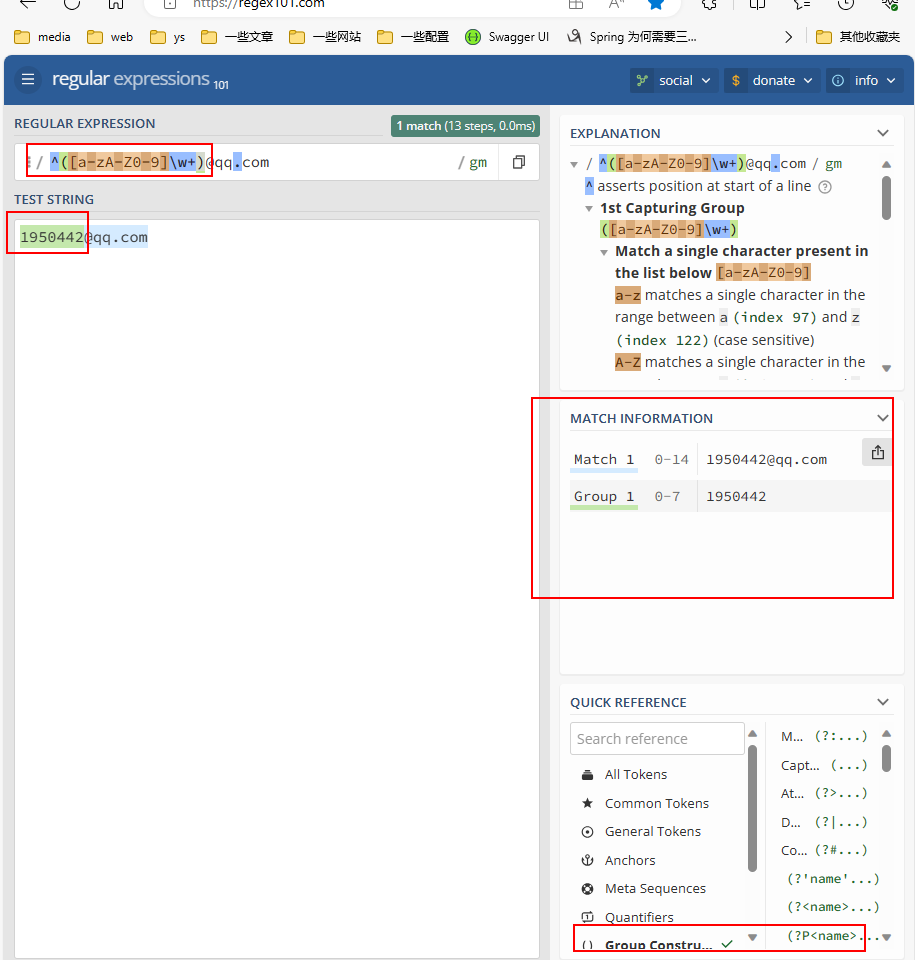 https://regex101.com
media
web
ys
一些文章
一些网站
一些配置
Swagger UI
Spring 为何需要三...
其他收藏夹
regular expressions 101
social
donate
info
REGULAR EXPRESSION
1 match (13 steps, 0.0ms)
/ ^([a-zA-Z0-9]\w+)@qq.com
/ gm
TEST STRING
1950442@qq.com
EXPLANATION
/ ^([a-zA-Z0-9]\w+)@qq.com / gm
^ asserts position at start of a line
1st Capturing Group
([a-zA-Z0-9]\w+)
Match a single character present in
the list below [a-zA-Z0-9]
a-z matches a single character in the
range between a (index 97) and z
(index 122) (case sensitive)
A-Z matches a single character in the
MATCH INFORMATION
Match 1 0-14 1950442@qq.com
Group 1 0-7 1950442
QUICK REFERENCE
Search reference
All Tokens
Common Tokens
General Tokens
Anchors
Meta Sequences
Quantifiers
Group Constru...
M... (?:...)
Capt... (...)
At... (?>...)
D... (?|...)
Co... (?#...)
(?'name'...)
(?<name>...)
(?P<name>...